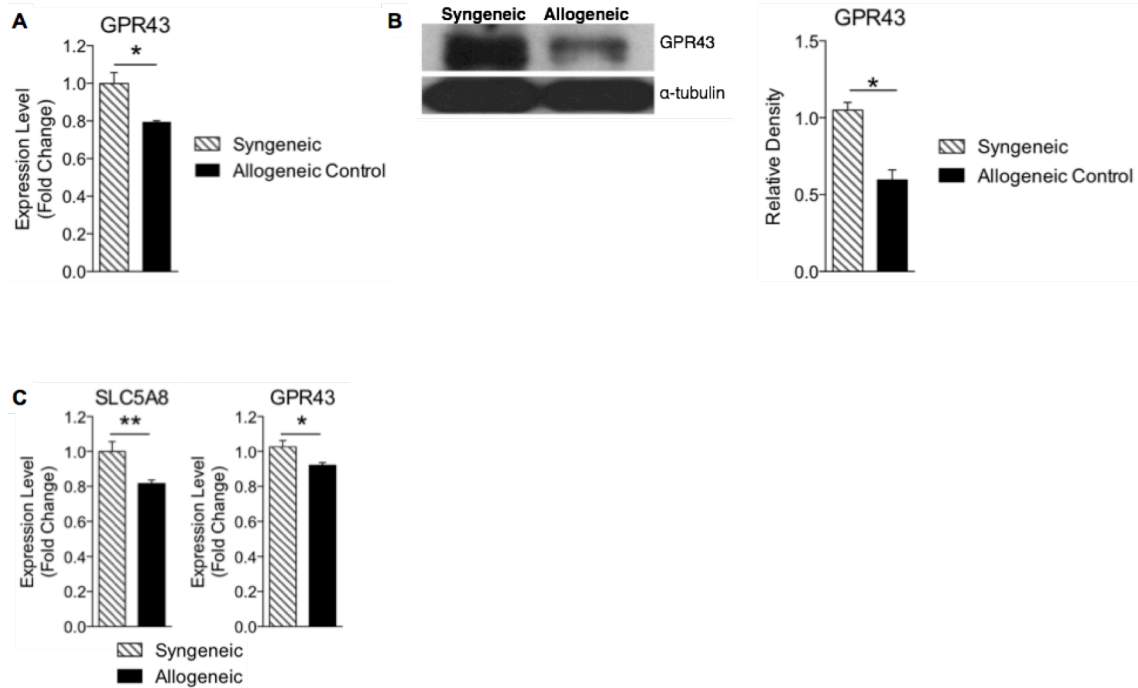 A
GPR43
*
Expression Level
(Fold Change)
1.2
1.0
0.8
0.6
0.4
0.2
0.0
Syngeneic
Allogeneic Control
B
Syngeneic Allogeneic
GPR43
α-tubulin
GPR43
*
Relative Density
1.5
1.0
0.5
0.0
Syngeneic
Allogeneic Control
C
SLC5A8
**
Expression Level
(Fold Change)
1.2
1.0
0.8
0.6
0.4
0.2
0.0
GPR43
*
Expression Level
(Fold Change)
1.2
1.0
0.8
0.6
0.4
0.2
0.0
Syngeneic
Allogeneic